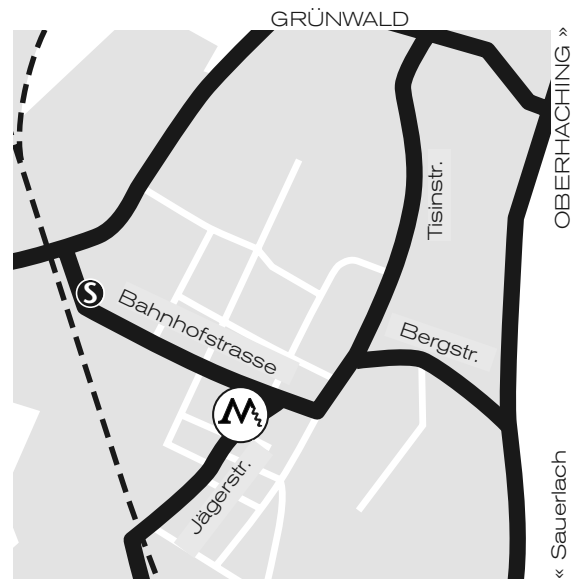 GRÜNWALD
OBERHACHING »
Tisinstr.
S
Bahnhofstrasse
Bergstr.
M
Jägerstr.
« Sauerlach